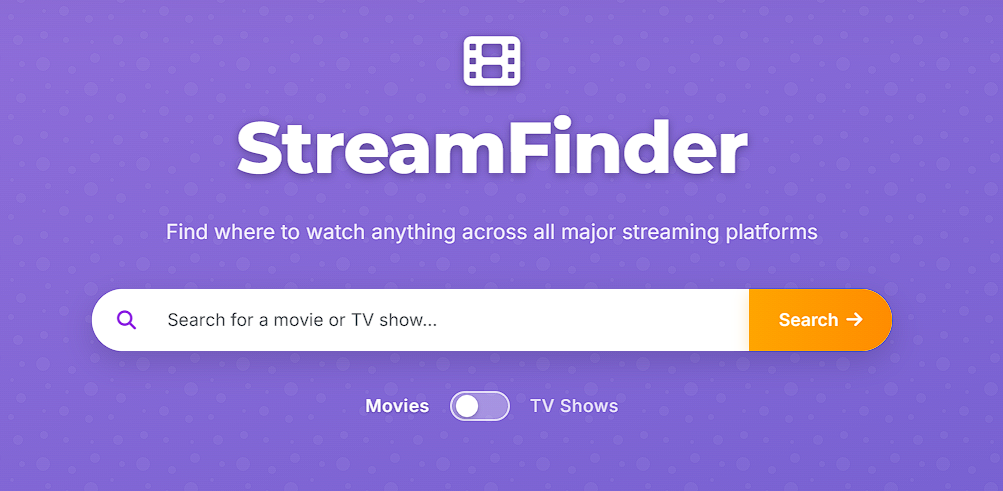 StreamFinder
Find where to watch anything across all major streaming platforms
Search for a movie or TV show...
Search
Movies
TV Shows